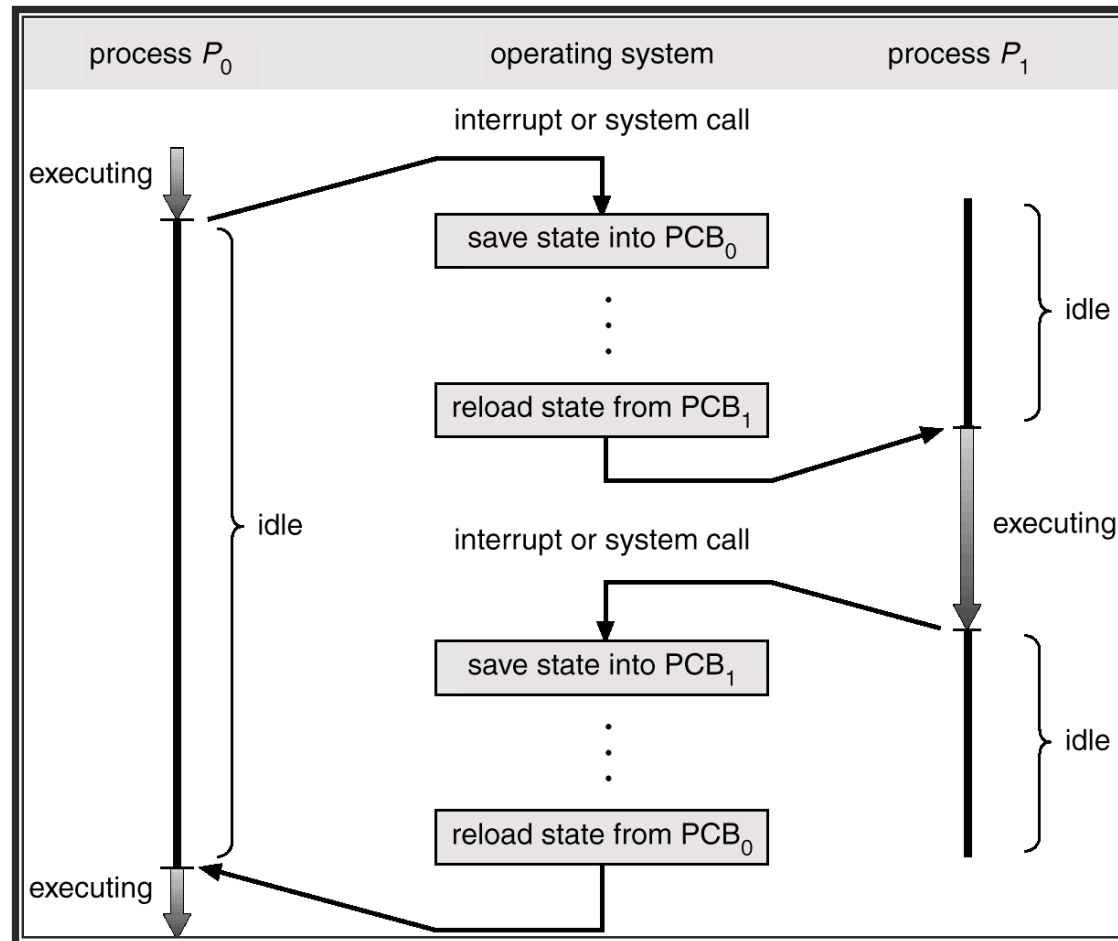 process P₀ operating system process P₁
interrupt or system call
executing
save state into PCB₀
idle
reload state from PCB₁
idle
executing
interrupt or system call
save state into PCB₁
idle
reload state from PCB₀
executing